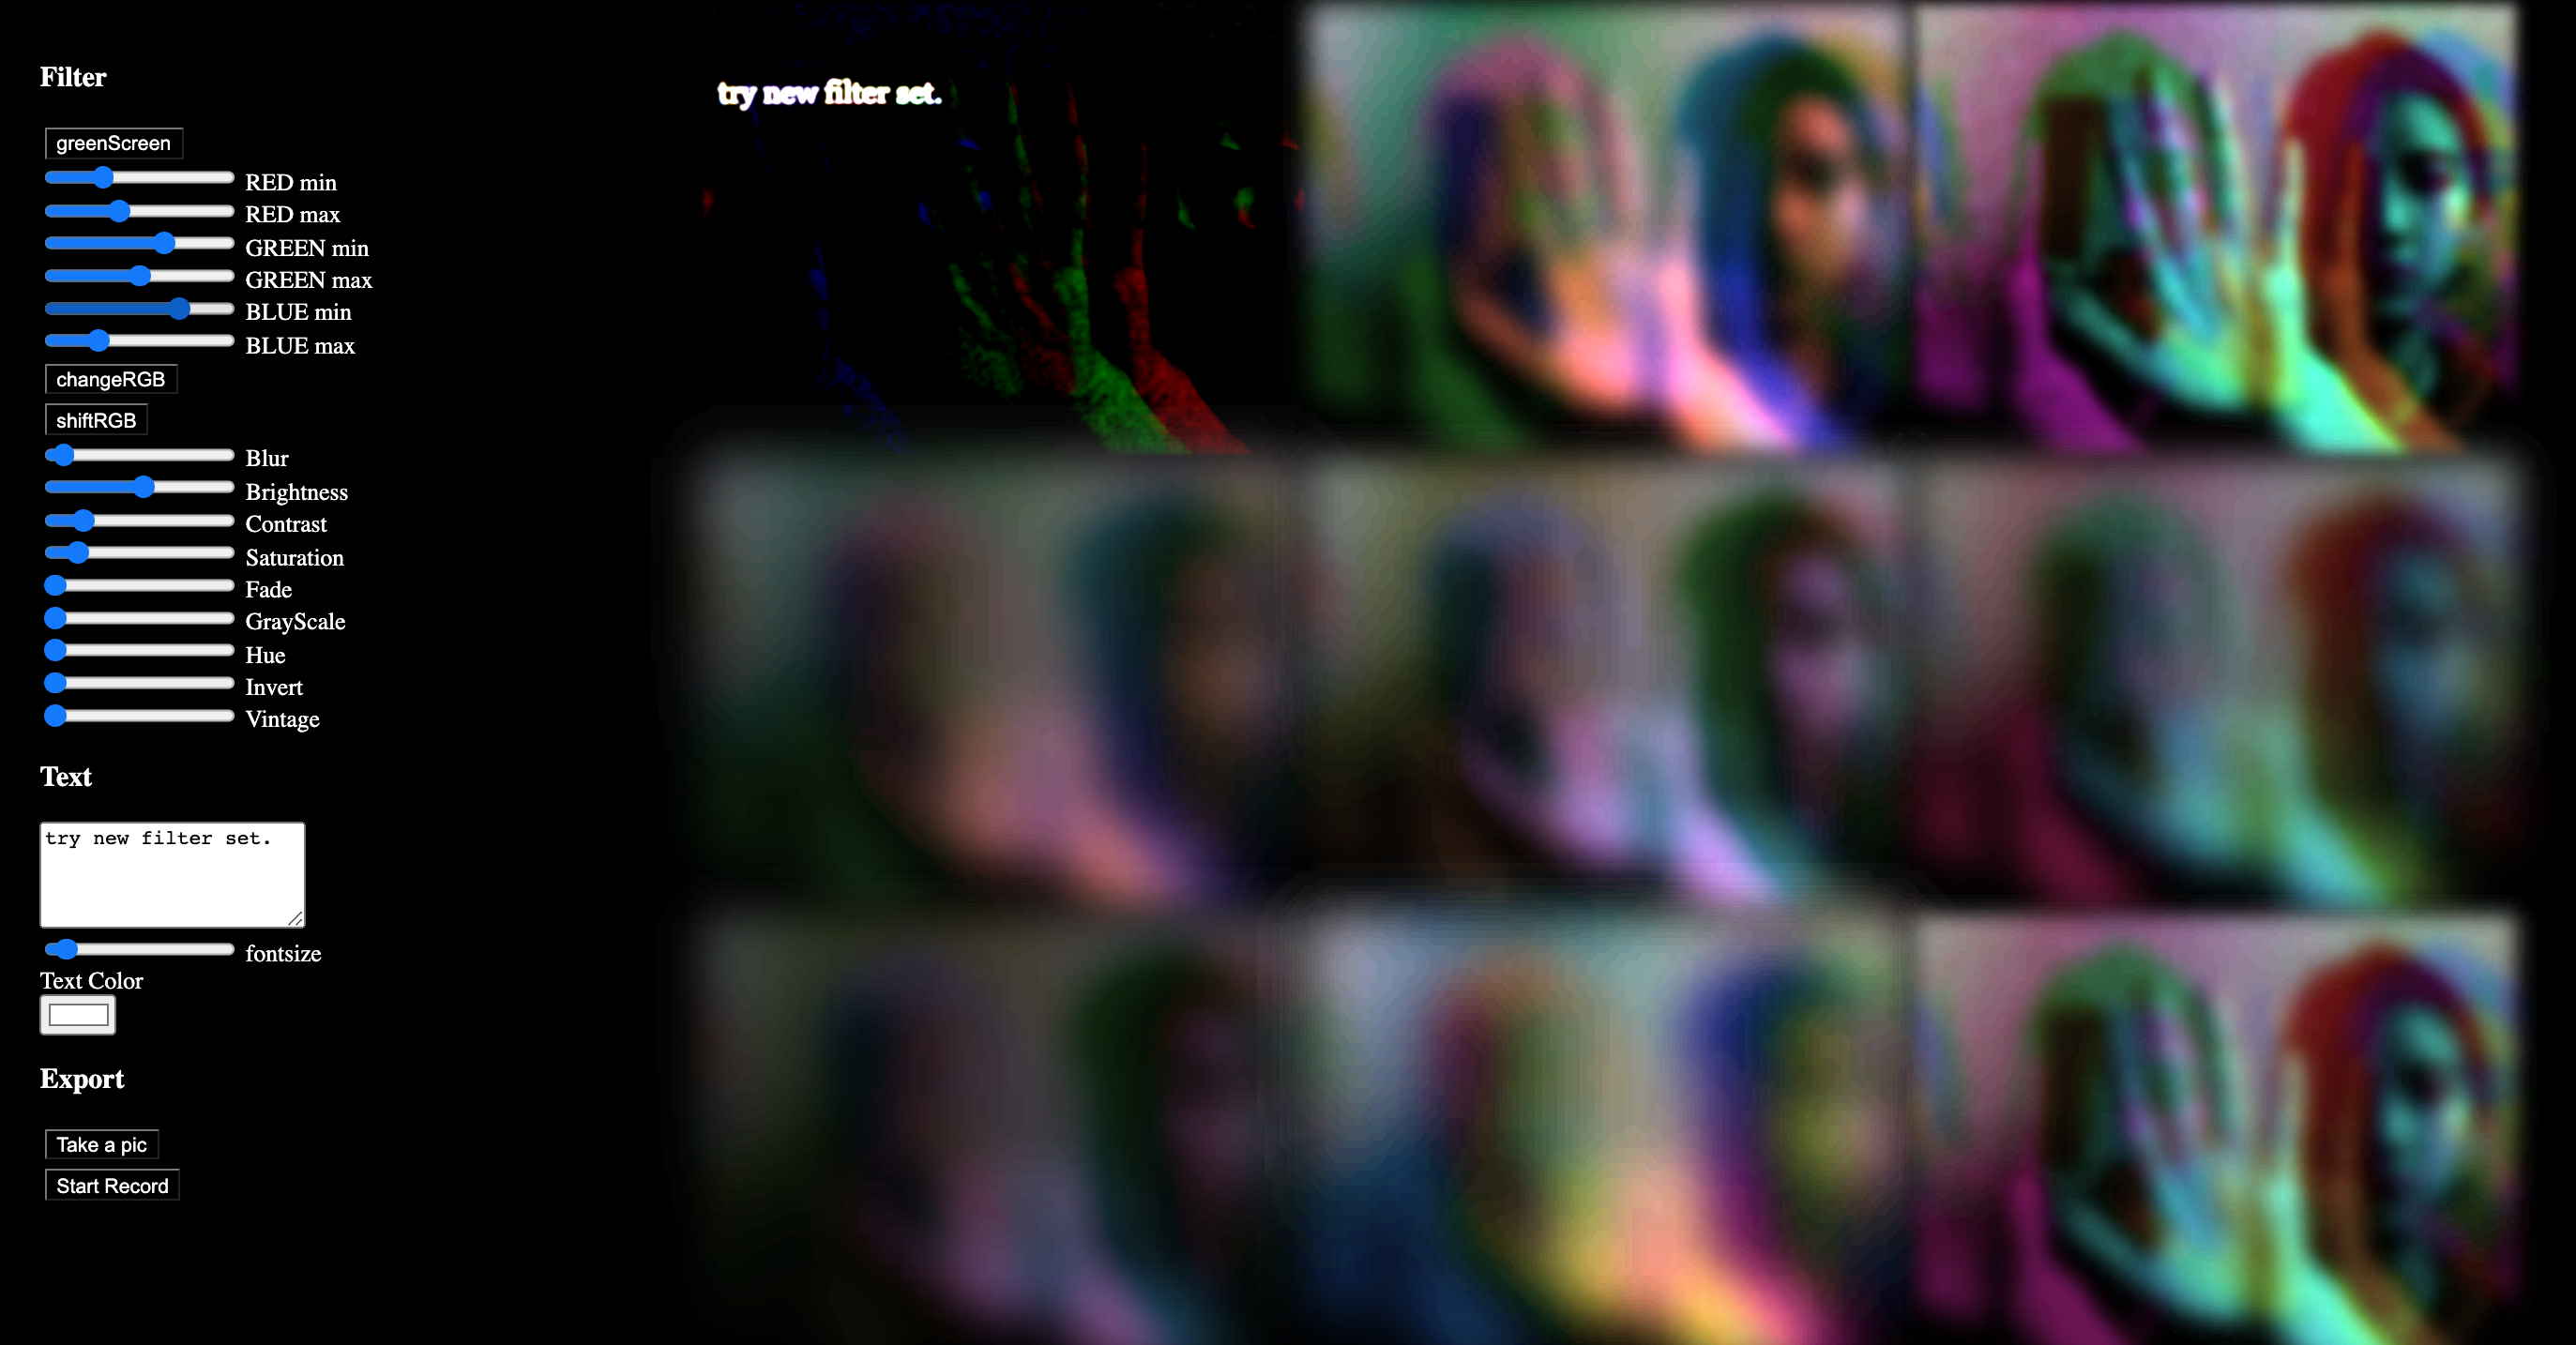 Filter
greenScreen
RED min
RED max
GREEN min
GREEN max
BLUE min
BLUE max
changeRGB
shiftRGB
Blur
Brightness
Contrast
Saturation
Fade
GrayScale
Hue
Invert
Vintage
Text
try new filter set.
fontsize
Text Color
Export
Take a pic
Start Record
try new filter set.